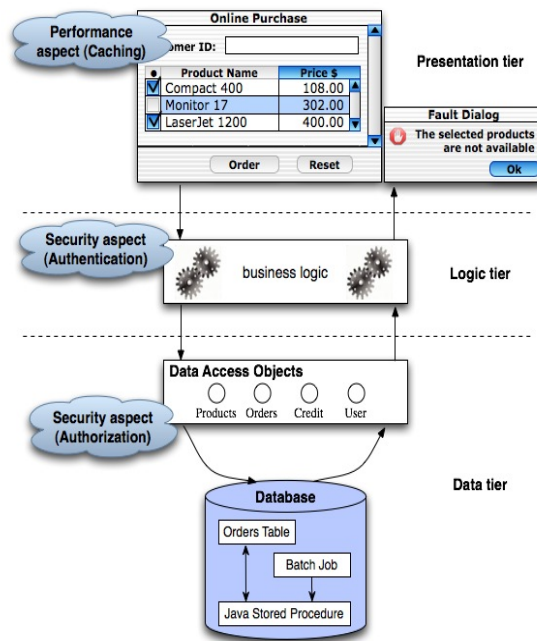 Performance
aspect (Caching)
Online Purchase
omer ID:
Product Name Price $
Compact 400 108.00
Monitor 17 302.00
LaserJet 1200 400.00
Order Reset
Presentation tier
Fault Dialog
The selected products
are not available
Ok
Security aspect
(Authentication)
business logic
Logic tier
Data Access Objects
Products Orders Credit User
Security aspect
(Authorization)
Data tier
Database
Orders Table
Batch Job
Java Stored Procedure